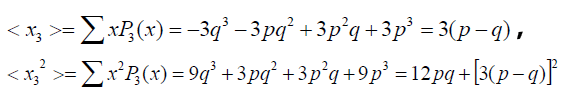 < x₃ >= ∑ xP₃(x) = −3q³ − 3pq² + 3p²q + 3p³ = 3(p − q) ,
< x₃² >= ∑ x²P₃(x) = 9q³ + 3pq² + 3p²q + 9p³ = 12pq + [3(p − q)]²